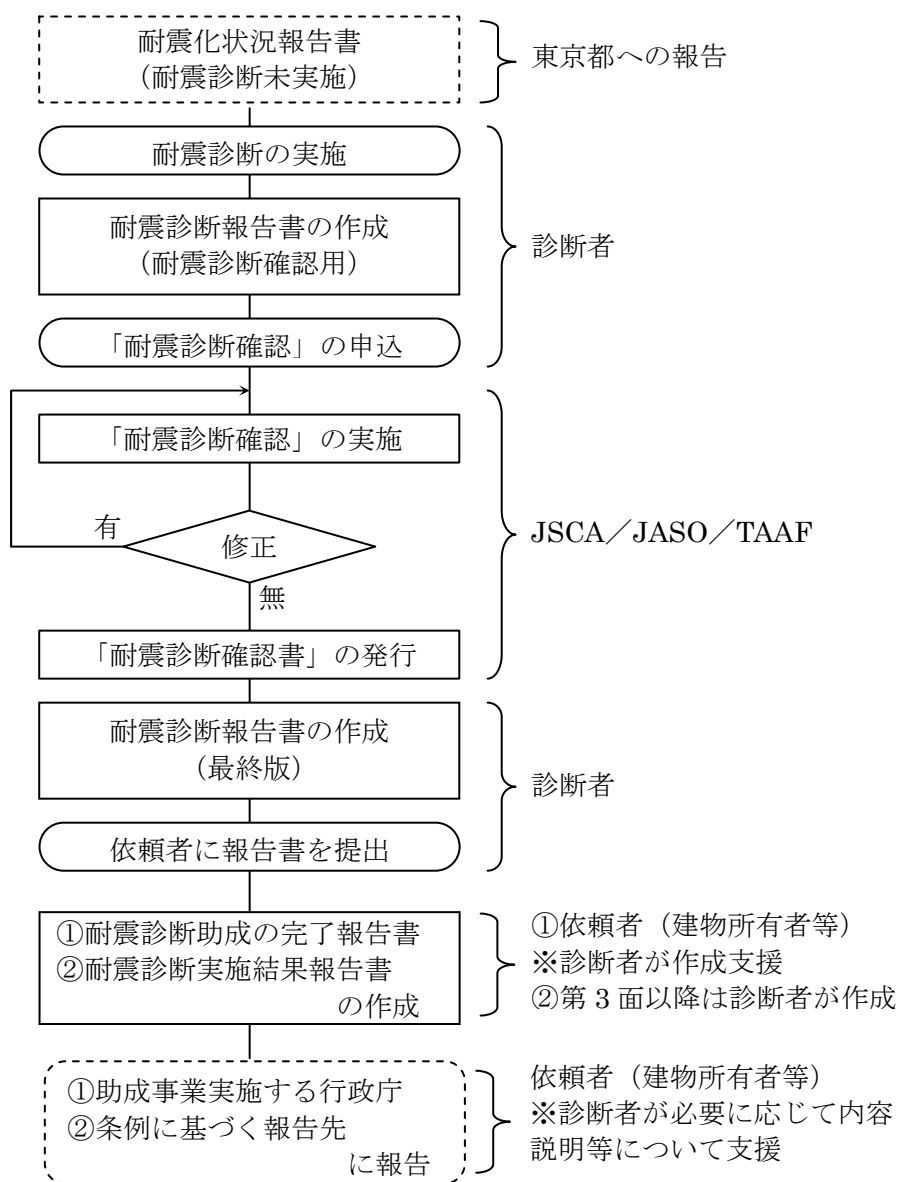 耐震化状況報告書
（耐震診断未実施）
東京都への報告
耐震診断の実施
耐震診断報告書の作成
（耐震診断確認用）
診断者
「耐震診断確認」の申込
「耐震診断確認」の実施
有
修正
JSCA／JASO／TAAF
無
「耐震診断確認書」の発行
耐震診断報告書の作成
（最終版）
診断者
依頼者に報告書を提出
①耐震診断助成の完了報告書
②耐震診断実施結果報告書
の作成
①依頼者（建物所有者等）
※診断者が作成支援
②第3面以降は診断者が作成
①助成事業実施する行政庁
②条例に基づく報告先
に報告
依頼者（建物所有者等）
※診断者が必要に応じて内容
説明等について支援